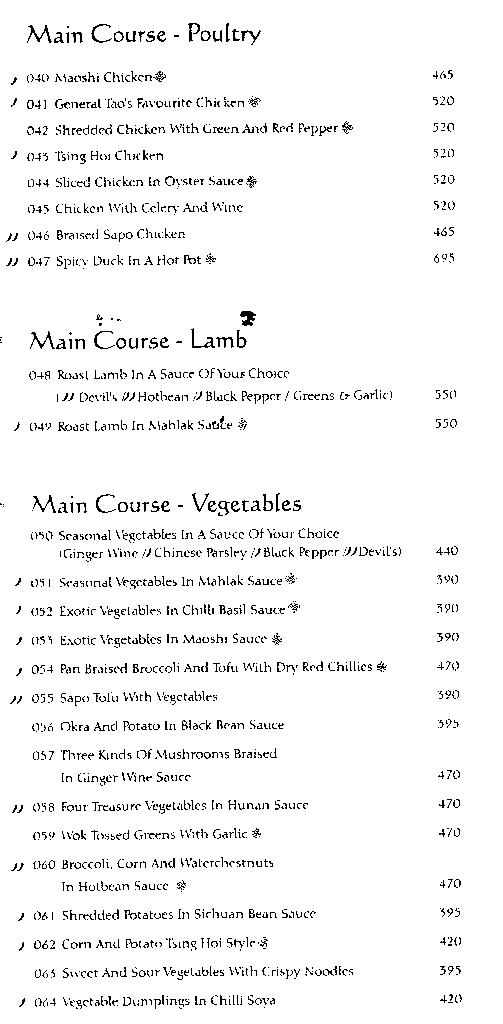 Main Course - Poultry
040 Maoshi Chicken 465
041 General Tao's Favourite Chicken 520
042 Shredded Chicken With Green And Red Pepper 520
043 Tsing Hoi Chicken 520
044 Sliced Chicken In Oyster Sauce 520
045 Chicken With Celery And Wine 520
046 Braised Sapo Chicken 465
047 Spicy Duck In A Hot Pot 695
Main Course - Lamb
048 Roast Lamb In A Sauce Of Your Choice
(Devil's / Hotbean / Black Pepper / Greens & Garlic) 550
049 Roast Lamb In Mahlak Sauce 550
Main Course - Vegetables
050 Seasonal Vegetables In A Sauce Of Your Choice
(Ginger Wine / Chinese Parsley / Black Pepper / Devil's) 440
051 Seasonal Vegetables In Mahlak Sauce 390
052 Exotic Vegetables In Chilli Basil Sauce 390
053 Exotic Vegetables In Maoshi Sauce 390
054 Pan Braised Broccoli And Tofu With Dry Red Chillies 470
055 Sapo Tofu With Vegetables 390
056 Okra And Potato In Black Bean Sauce 395
057 Three Kinds Of Mushrooms Braised
In Ginger Wine Sauce 470
058 Four Treasure Vegetables In Hunan Sauce 470
059 Wok Tossed Greens With Garlic 470
060 Broccoli, Corn And Waterchestnuts
In Hotbean Sauce 470
061 Shredded Potatoes In Sichuan Bean Sauce 395
062 Corn And Potato Tsing Hoi Style 420
063 Sweet And Sour Vegetables With Crispy Noodles 395
064 Vegetable Dumplings In Chilli Soya 420